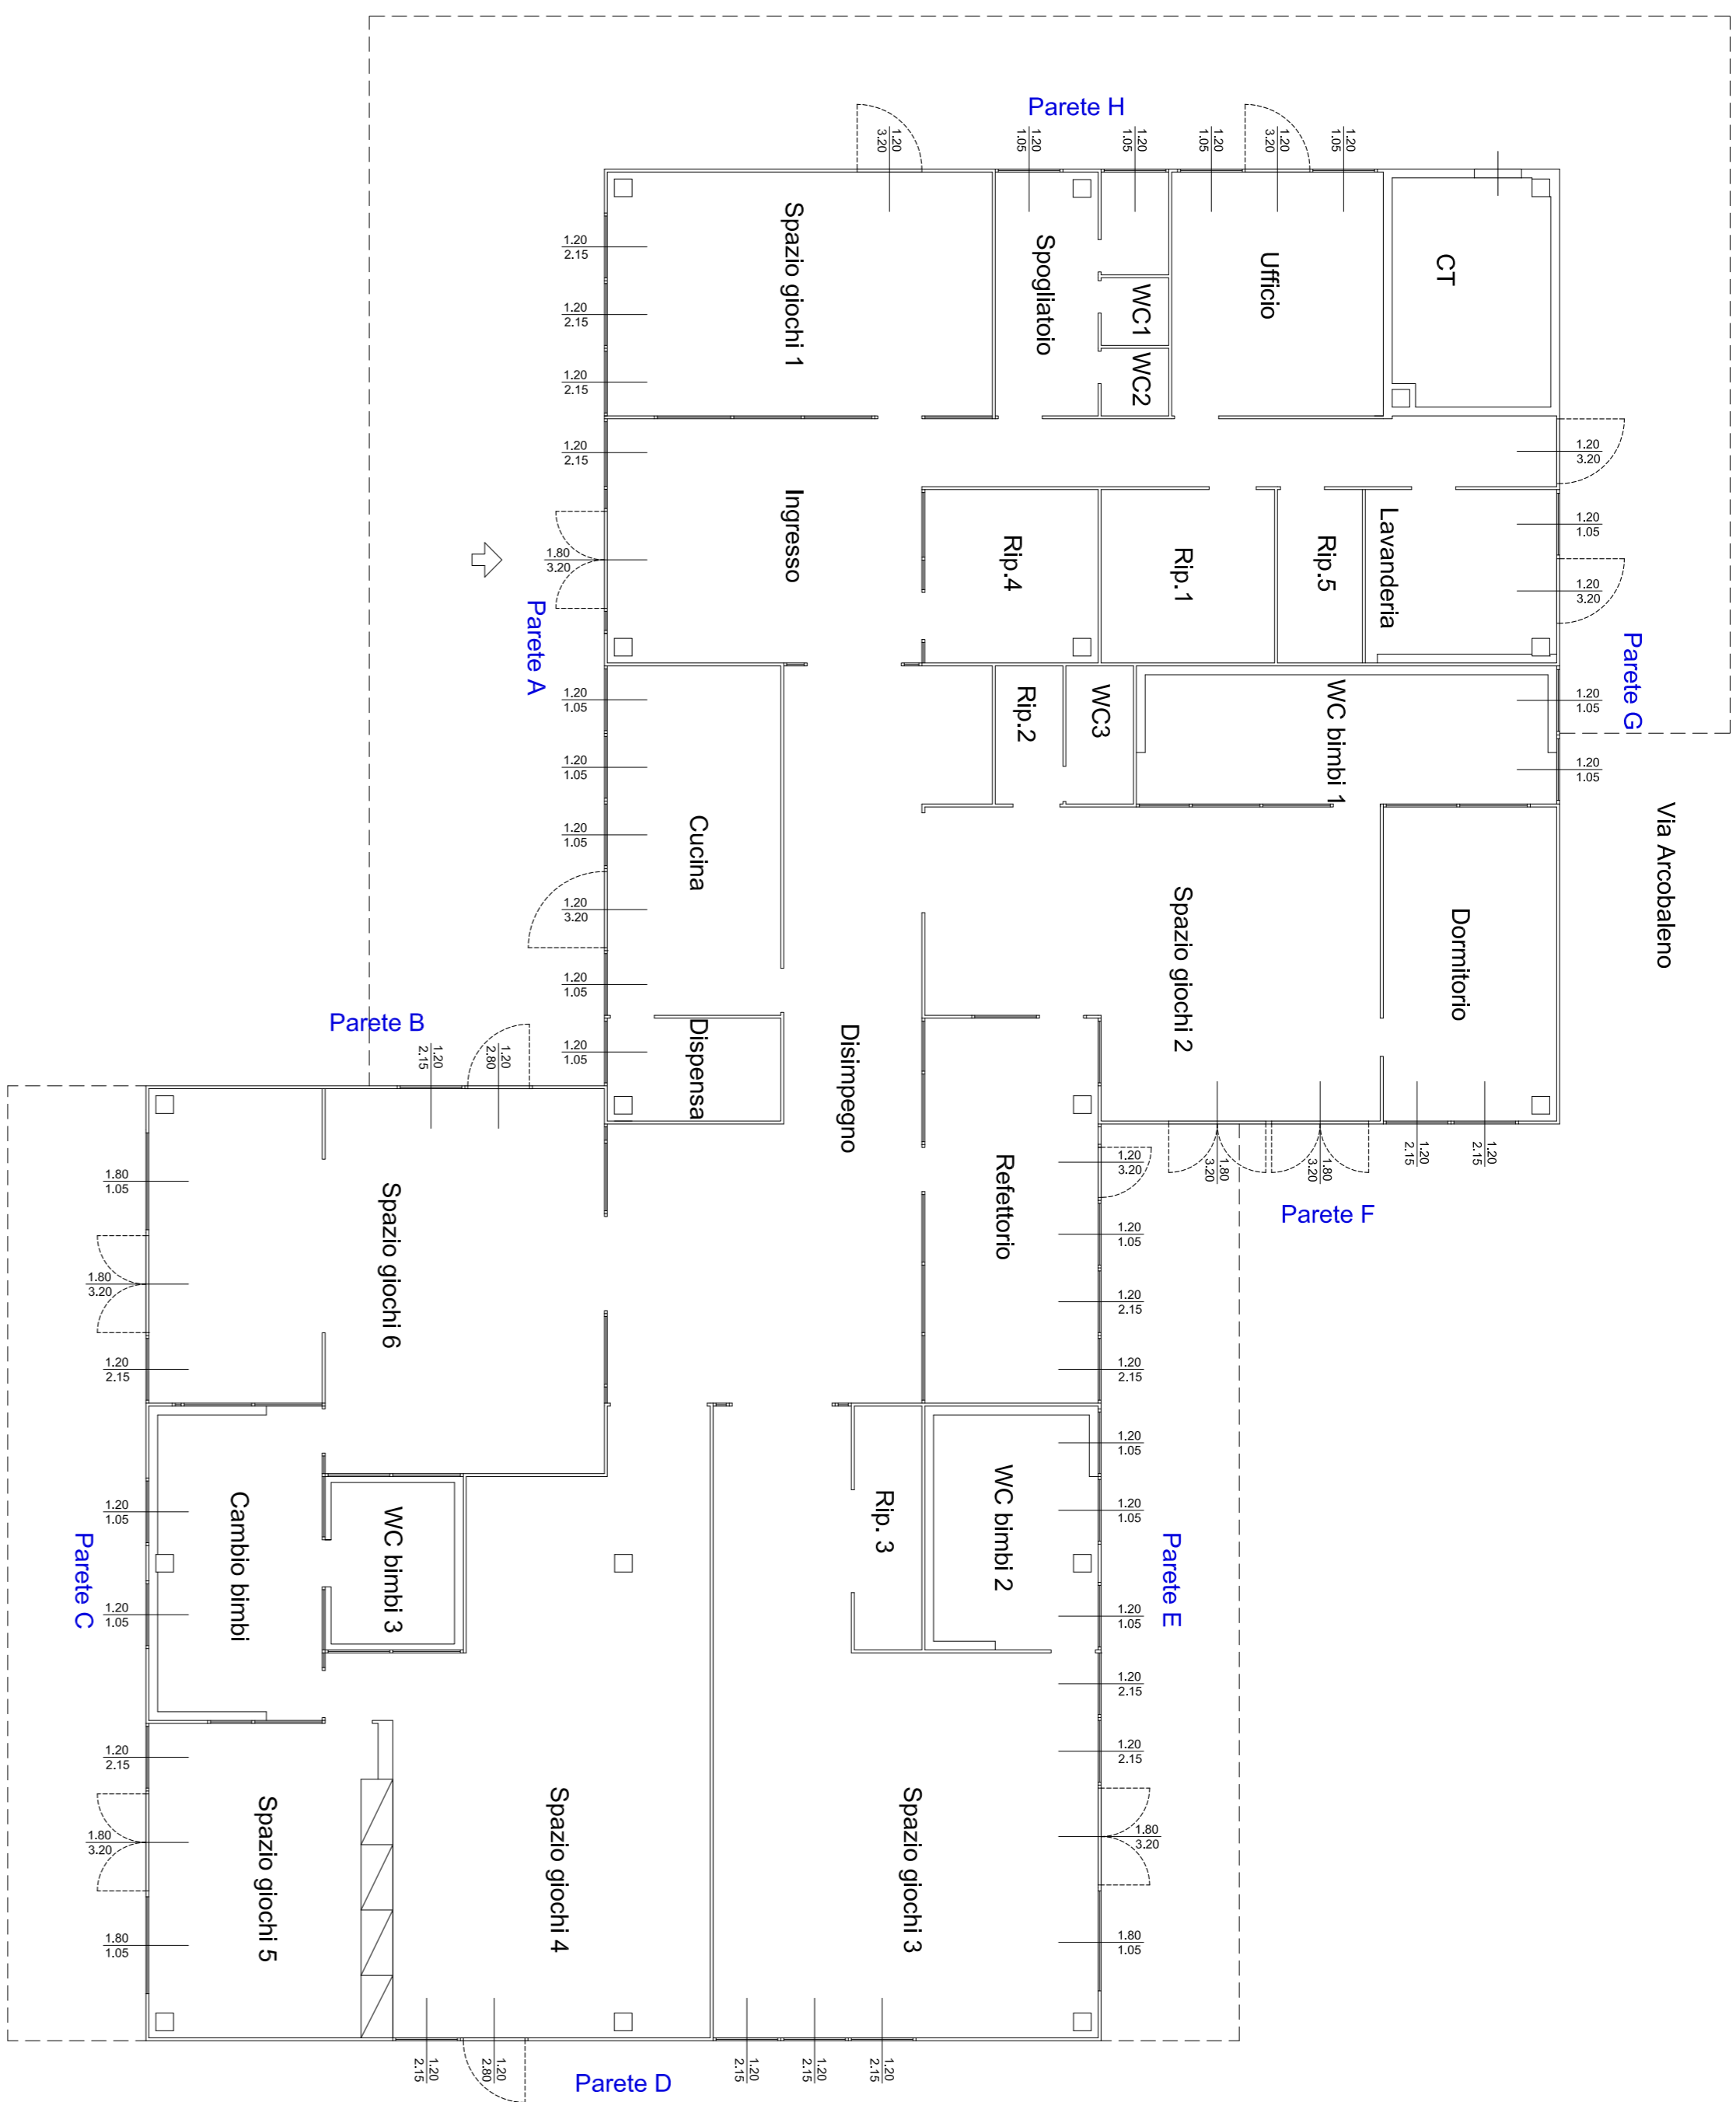 Parete H
1.20
3.20
1.20
1.05
1.20
1.05
1.20
1.05
1.20
3.20
1.20
1.05
Spazio giochi 1
Spogliatoio
WC1
WC2
Ufficio
CT
1.20
2.15
1.20
2.15
1.20
2.15
1.20
2.15
1.80
3.20
Parete A
Ingresso
Rip.4
Rip.1
Rip.5
Lavanderia
1.20
3.20
1.20
1.05
1.20
3.20
Parete G
1.20
1.05
1.20
1.05
Via Arcobaleno
1.20
1.05
1.20
1.05
1.20
1.05
1.20
3.20
1.20
1.05
1.20
1.05
Cucina
Dispensa
Rip.2
WC3
WC bimbi 1
Spazio giochi 2
Dormitorio
Disimpegno
Parete B
1.20
2.15
1.20
2.80
Refettorio
1.80
3.20
1.80
3.20
1.20
2.15
1.20
2.15
Parete F
1.20
3.20
1.20
1.05
1.20
2.15
1.20
2.15
1.80
1.05
1.80
3.20
1.20
2.15
Spazio giochi 6
1.20
1.05
1.20
1.05
1.20
1.05
Parete E
1.20
2.15
1.20
2.15
1.80
3.20
1.80
1.05
Cambio bimbi
WC bimbi 3
Rip. 3
WC bimbi 2
1.20
1.05
Parete C
1.20
1.05
1.20
2.15
1.80
3.20
1.80
1.05
Spazio giochi 5
Spazio giochi 4
Spazio giochi 3
1.20
2.15
1.20
2.80
Parete D
1.20
2.15
1.20
2.15
1.20
2.15